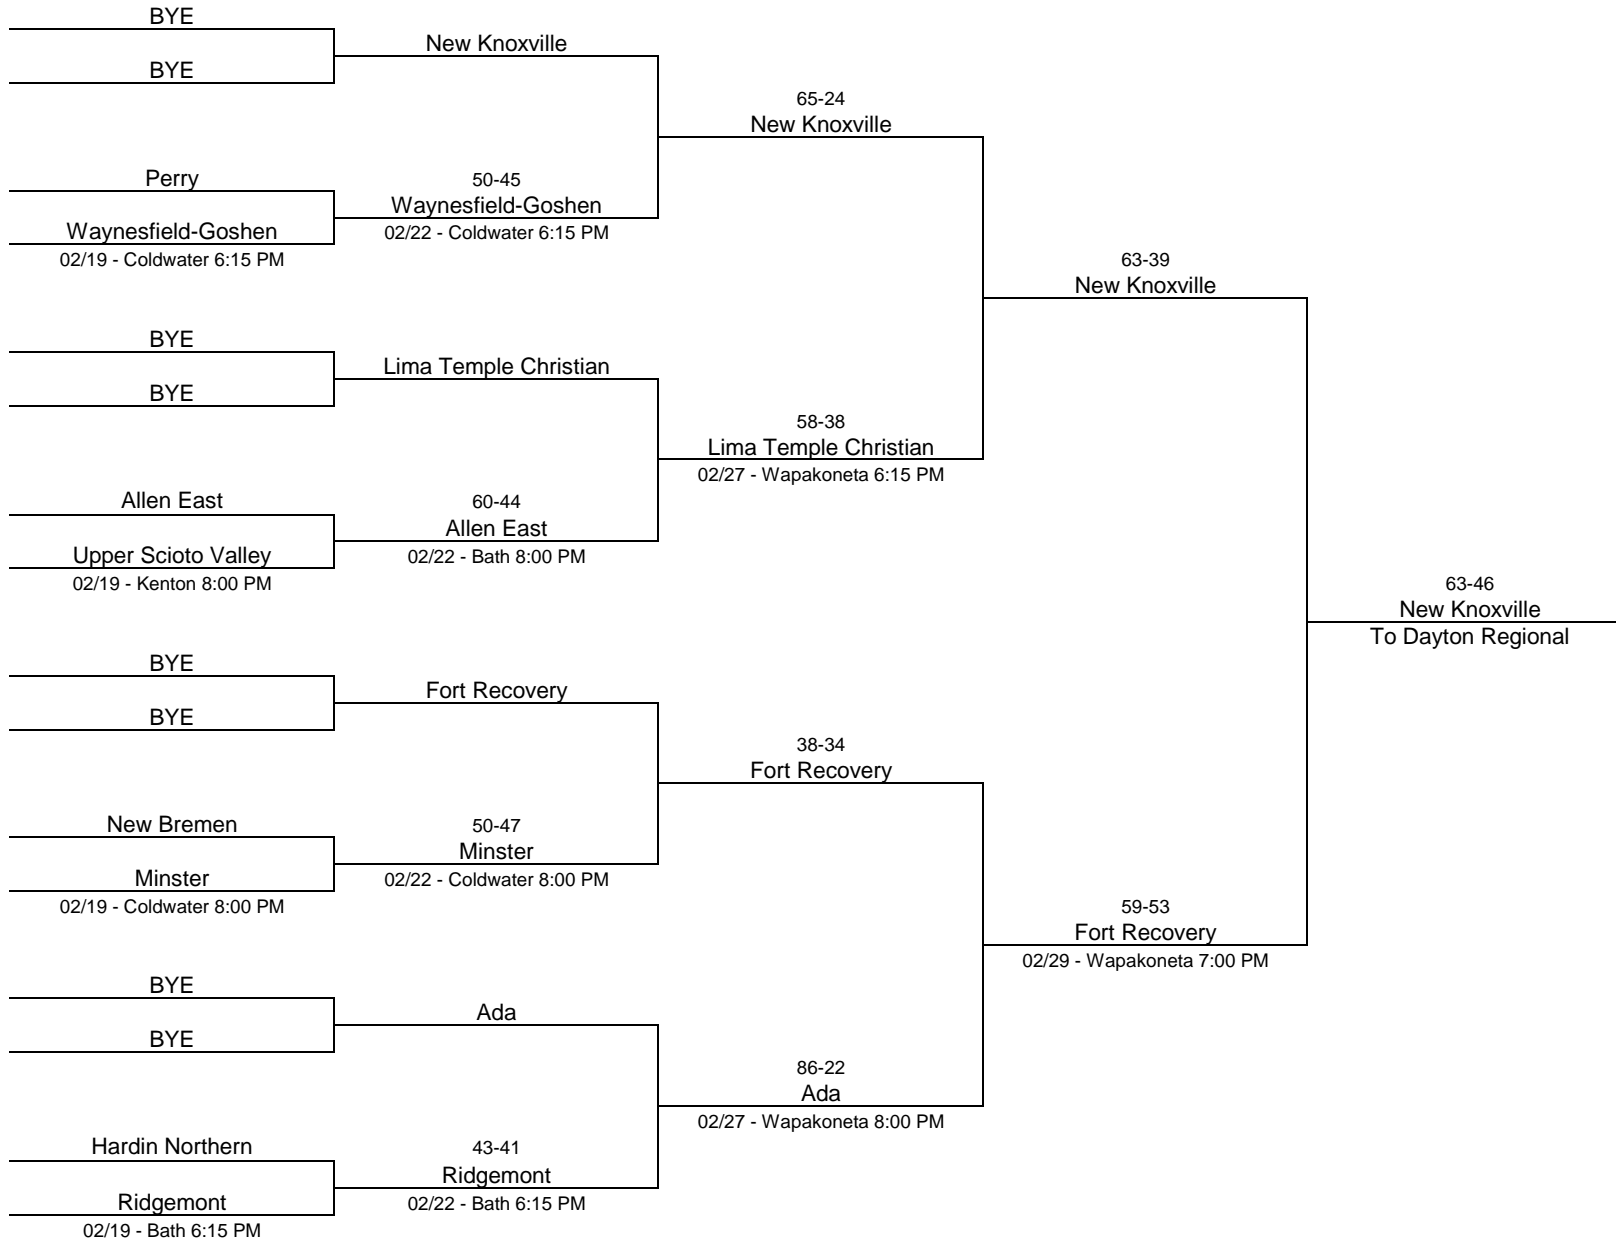 BYE
BYE
New Knoxville
65-24
New Knoxville
Perry
Waynesfield-Goshen
02/19 - Coldwater 6:15 PM
50-45
Waynesfield-Goshen
02/22 - Coldwater 6:15 PM
63-39
New Knoxville
BYE
BYE
Lima Temple Christian
58-38
Lima Temple Christian
02/27 - Wapakoneta 6:15 PM
Allen East
Upper Scioto Valley
02/19 - Kenton 8:00 PM
60-44
Allen East
02/22 - Bath 8:00 PM
63-46
New Knoxville
To Dayton Regional
BYE
BYE
Fort Recovery
38-34
Fort Recovery
New Bremen
Minster
02/19 - Coldwater 8:00 PM
50-47
Minster
02/22 - Coldwater 8:00 PM
59-53
Fort Recovery
02/29 - Wapakoneta 7:00 PM
BYE
BYE
Ada
86-22
Ada
02/27 - Wapakoneta 8:00 PM
Hardin Northern
Ridgemont
02/19 - Bath 6:15 PM
43-41
Ridgemont
02/22 - Bath 6:15 PM